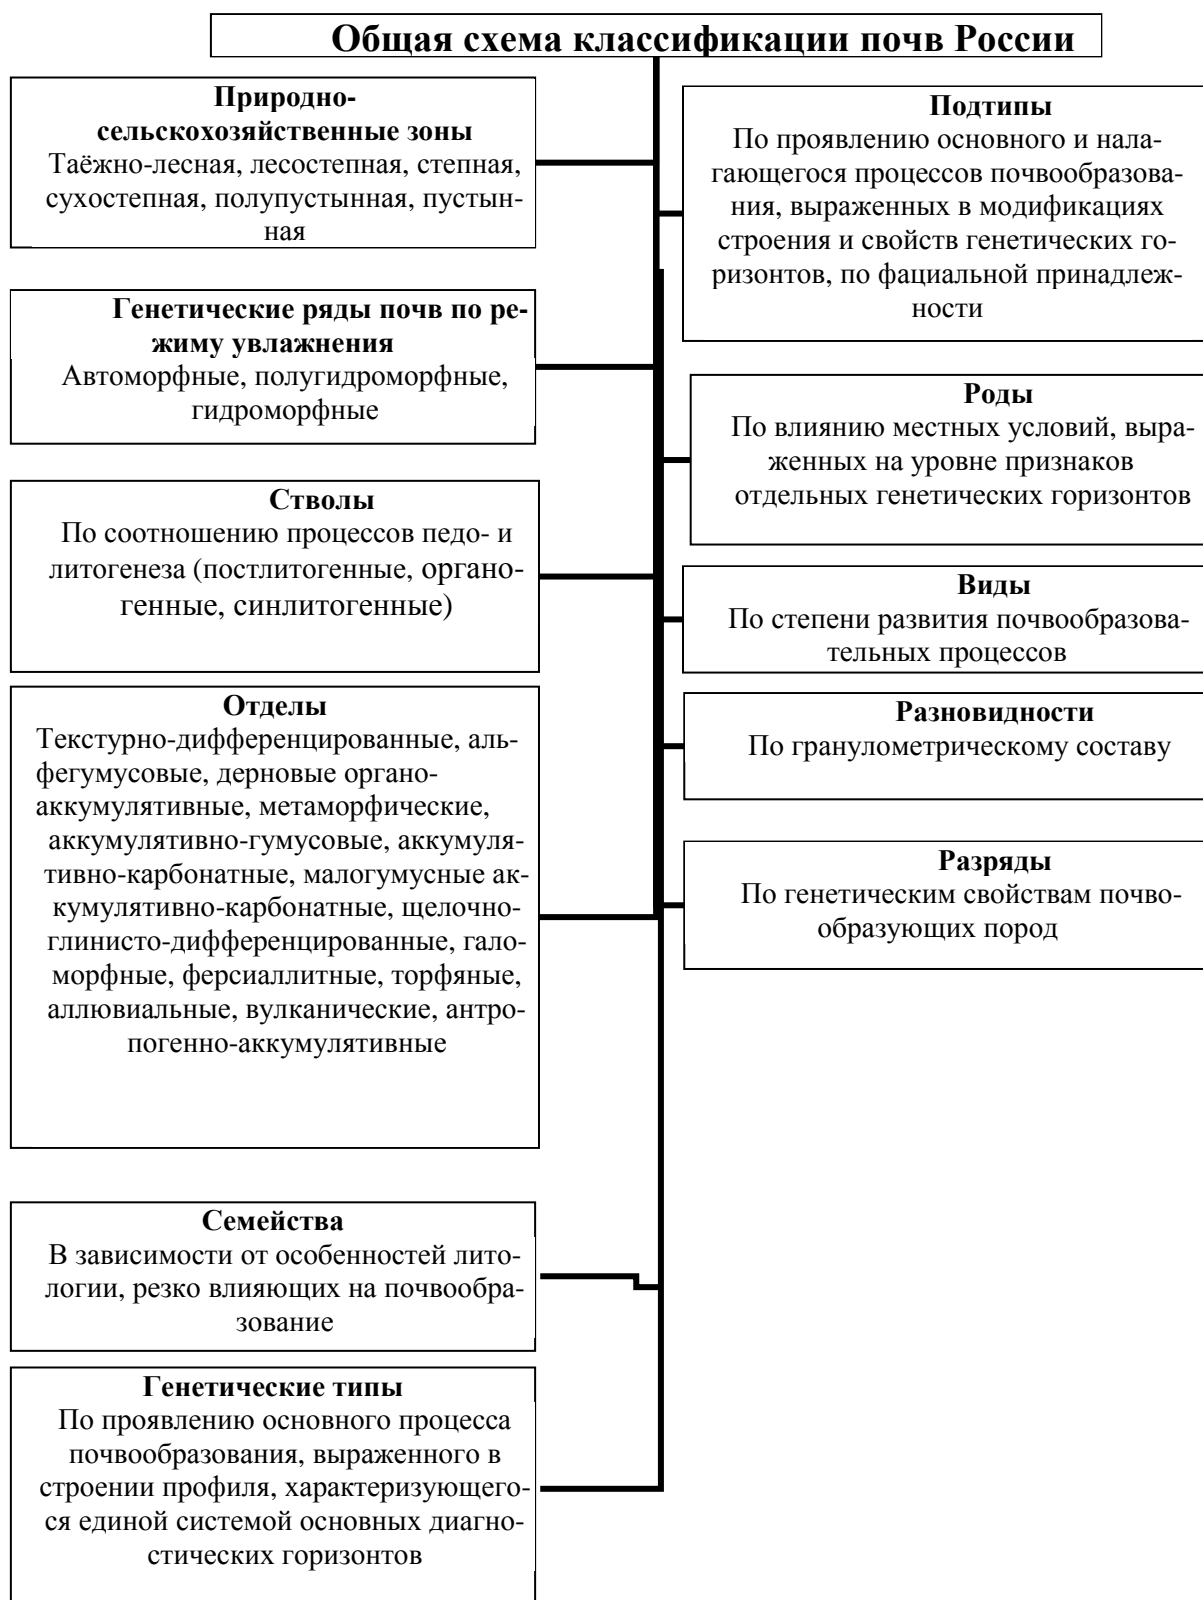 Общая схема классификации почв России
Природно-
сельскохозяйственные зоны
Таёжно-лесная, лесостепная, степная,
сухостепная, полупустынная, пустын-
ная
Генетические ряды почв по ре-
жиму увлажнения
Автоморфные, полугидроморфные,
гидроморфные
Стволы
По соотношению процессов педо- и
литогенеза (постлитогенные, органо-
генные, синлитогенные)
Отделы
Текстурно-дифференцированные, аль-
фегумусовые, дерновые органо-
аккумулятивные, метаморфические,
аккумулятивно-гумусовые, аккумуля-
тивно-карбонатные, малогумусные ак-
кумулятивно-карбонатные, щелочно-
глинисто-дифференцированные, гало-
морфные, ферсиаллитные, торфяные,
аллювиальные, вулканические, антро-
погенно-аккумулятивные
Семейства
В зависимости от особенностей лито-
логии, резко влияющих на почвообра-
зование
Генетические типы
По проявлению основного процесса
почвообразования, выраженного в
строении профиля, характеризующего-
ся единой системой основных диагно-
стических горизонтов
Подтипы
По проявлению основного и нала-
гающегося процессов почвообразова-
ния, выраженных в модификациях
строения и свойств генетических го-
ризонтов, по фациальной принадлеж-
ности
Роды
По влиянию местных условий, выра-
женных на уровне признаков
отдельных генетических горизонтов
Виды
По степени развития почвообразова-
тельных процессов
Разновидности
По гранулометрическому составу
Разряды
По генетическим свойствам почво-
образующих пород